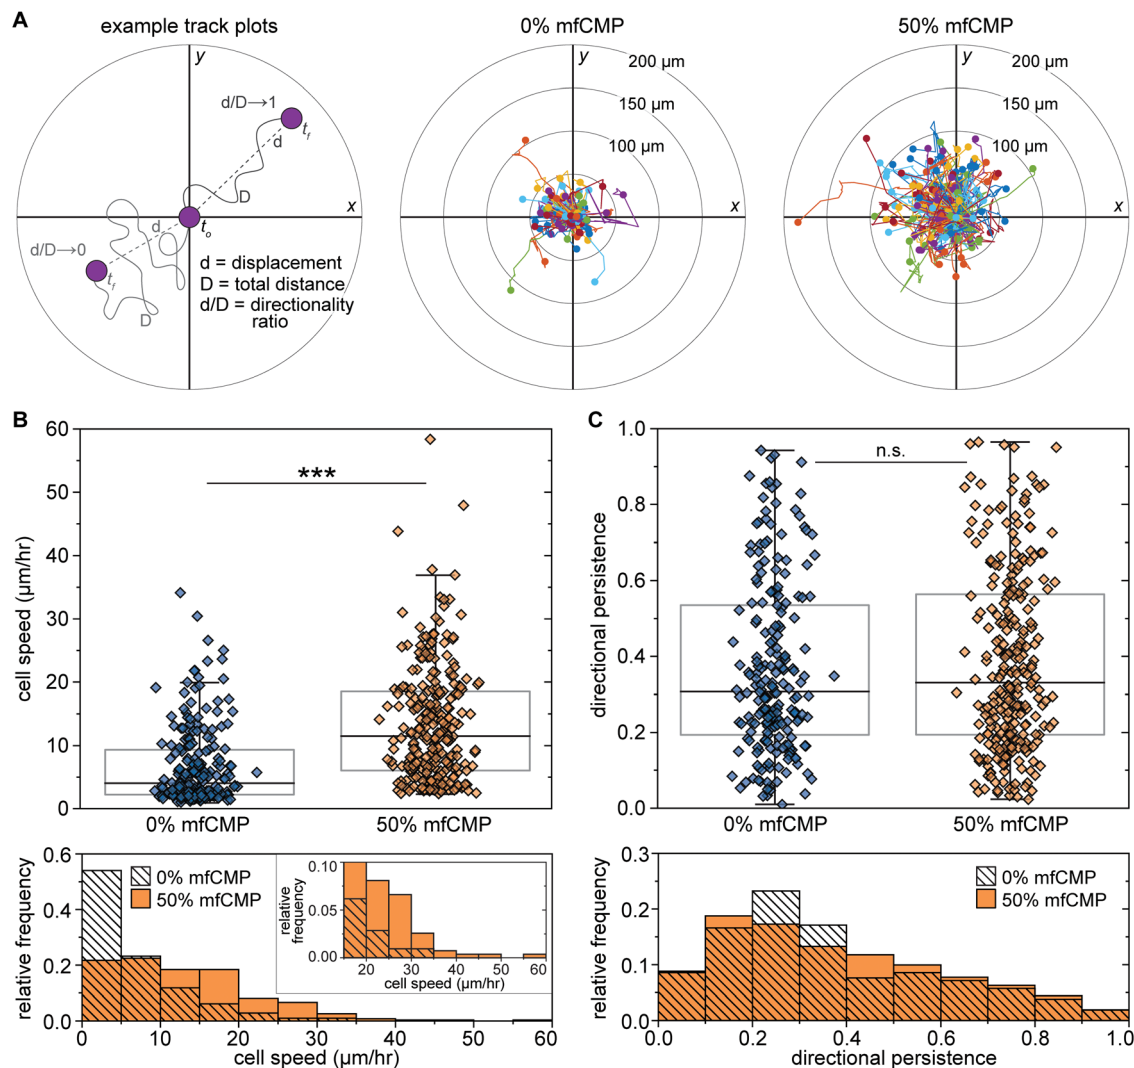 A
example track plots
0% mfCMP
50% mfCMP
y
d/D→1
t_f
d
D
x
t_o
d
d/D→0
t_f
D
d = displacement
D = total distance
d/D = directionality
ratio
y
200 μm
150 μm
100 μm
x
y
200 μm
150 μm
100 μm
x
B
60
50
40
30
20
10
0
cell speed (μm/hr)
***
0% mfCMP
50% mfCMP
C
1.0
0.8
0.6
0.4
0.2
0.0
directional persistence
n.s.
0% mfCMP
50% mfCMP
0.6
0.4
0.2
0.0
relative frequency
0% mfCMP
50% mfCMP
0.10
0.05
0.00
relative
frequency
20 30 40 50 60
cell speed (μm/hr)
0 10 20 30 40 50 60
cell speed (μm/hr)
0.3
0.2
0.1
0.0
relative frequency
0% mfCMP
50% mfCMP
0.0 0.2 0.4 0.6 0.8 1.0
directional persistence